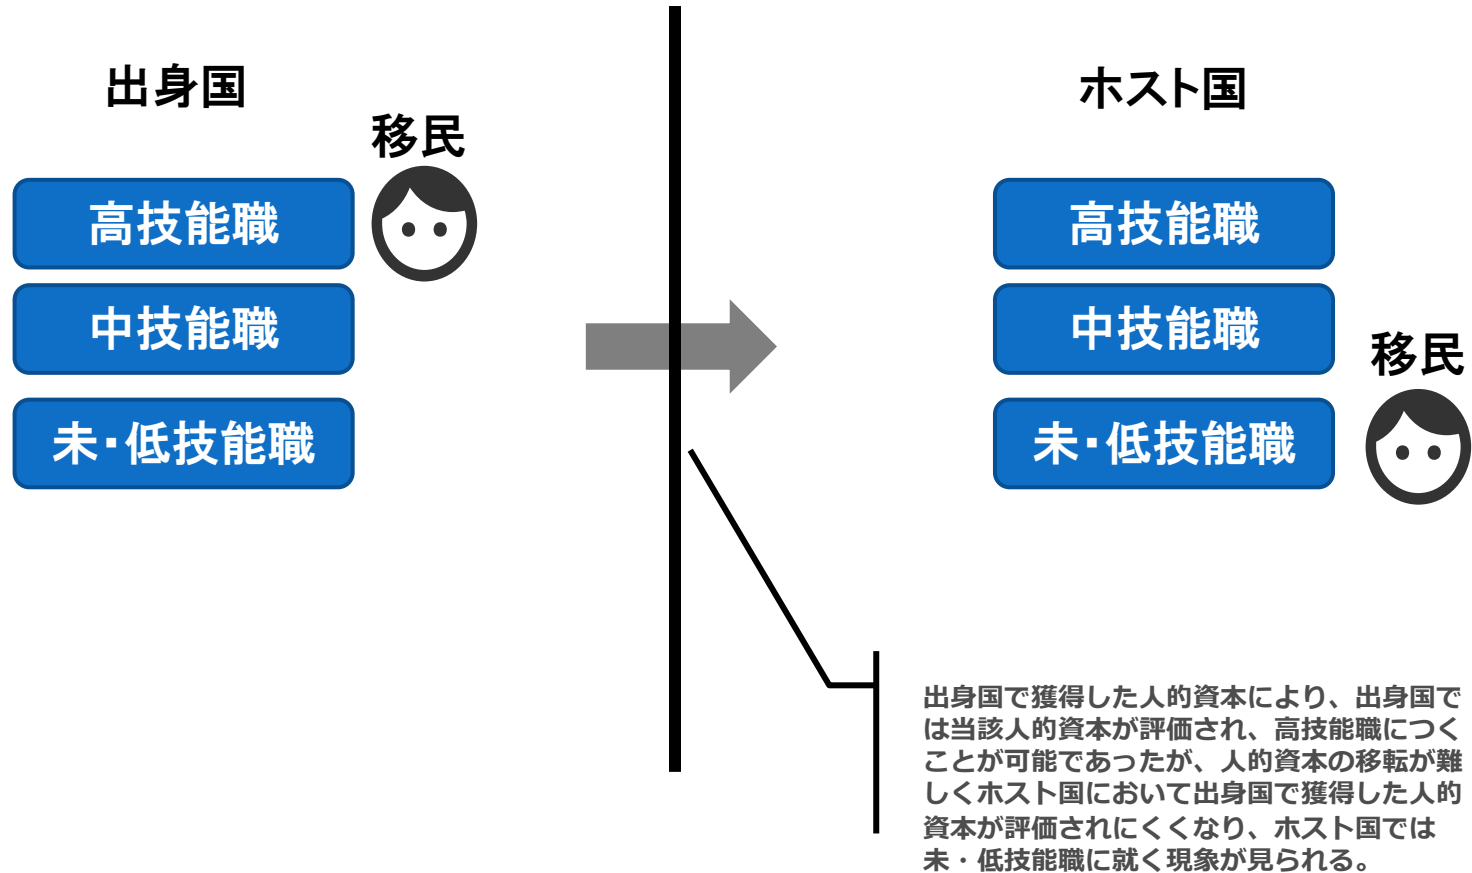 出身国
移民
高技能職
中技能職
未・低技能職
ホスト国
高技能職
中技能職
移民
未・低技能職
出身国で獲得した人的資本により、出身国で
は当該人的資本が評価され、高技能職につく
ことが可能であったが、人的資本の移転が難
しくホスト国において出身国で獲得した人的
資本が評価されにくくなり、ホスト国では
未・低技能職に就く現象が見られる。